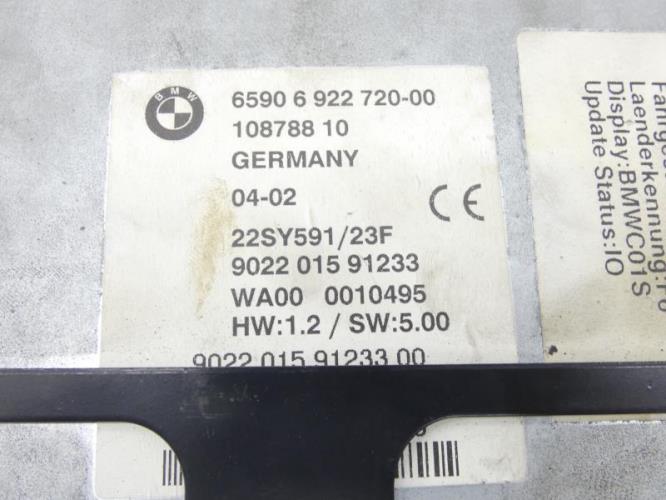 BMW
6590 6 922 720-00
108788 10
GERMANY
04-02
CE
22SY591/23F
9022 015 91233
WA00 0010495
HW:1.2 / SW:5.00
9022 015 91233 00
Laenderkennung:
Display:BMWC01S
Update Status:IO